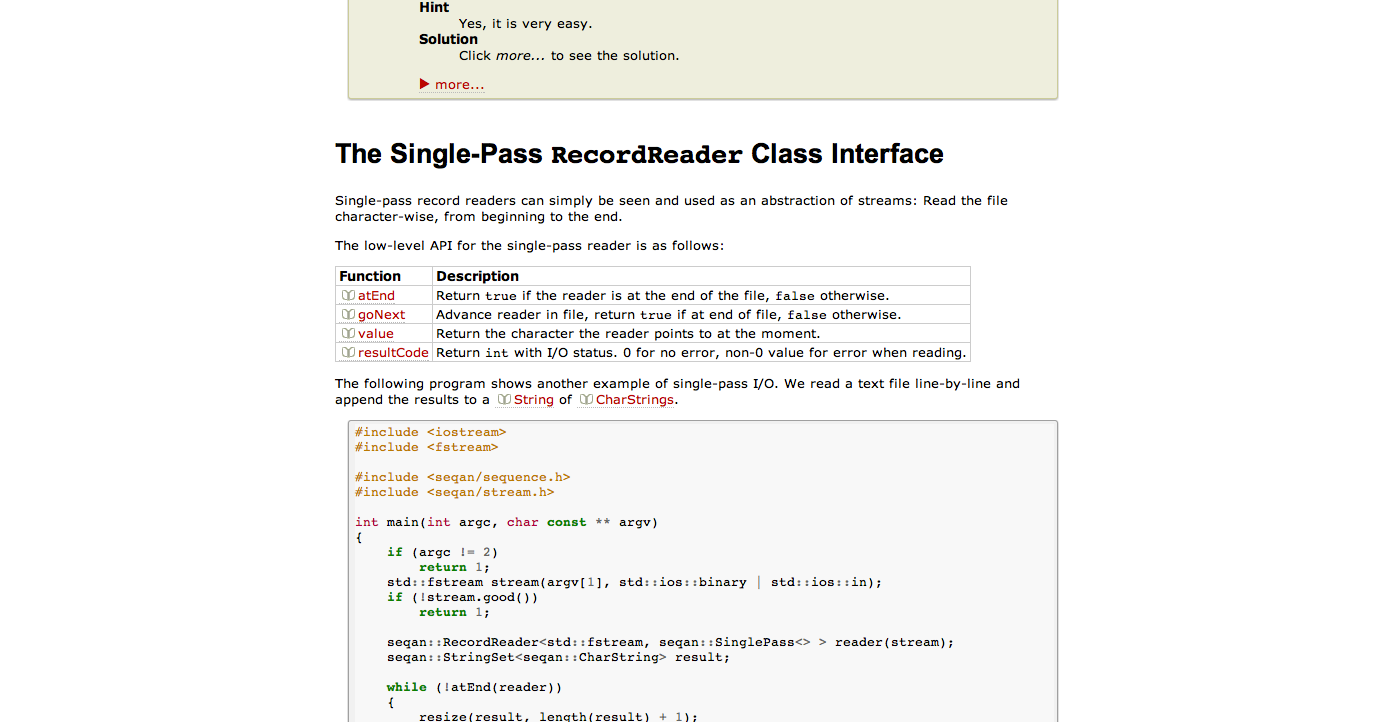 Hint
Yes, it is very easy.
Solution
Click more... to see the solution.
more...
The Single-Pass RecordReader Class Interface
Single-pass record readers can simply be seen and used as an abstraction of streams: Read the file
character-wise, from beginning to the end.
The low-level API for the single-pass reader is as follows:
Function Description
atEnd Return true if the reader is at the end of the file, false otherwise.
goNext Advance reader in file, return true if at end of file, false otherwise.
value Return the character the reader points to at the moment.
resultCode Return int with I/O status. 0 for no error, non-0 value for error when reading.
The following program shows another example of single-pass I/O. We read a text file line-by-line and
append the results to a String of CharStrings.
#include <iostream>
#include <fstream>
#include <seqan/sequence.h>
#include <seqan/stream.h>
int main(int argc, char const ** argv)
{
    if (argc != 2)
        return 1;
    std::fstream stream(argv[1], std::ios::binary | std::ios::in);
    if (!stream.good())
        return 1;
    seqan::RecordReader<std::fstream, seqan::SinglePass<> > reader(stream);
    seqan::StringSet<seqan::CharString> result;
    while (!atEnd(reader))
    {
        resize(result, length(result) + 1);